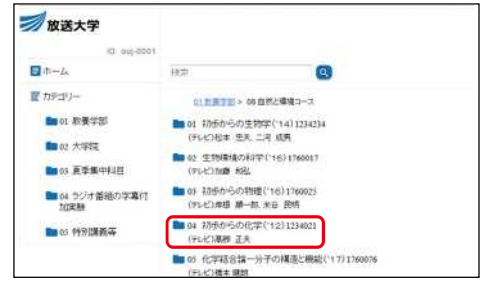 放送大学
ID: ouj-0001
ホーム
検索
カテゴリー
01 教養学部 > 08 自然と環境コース
01 教養学部
02 大学院
03 夏季集中科目
04 ラジオ番組の字幕付
加実験
05 特別講義等
01 初歩からの生物学('14)1234234
(テレビ)松本 忠夫、二河 成男
02 生物環境の科学('16)1760017
(テレビ)加藤 和弘
03 初歩からの物理('16)1760025
(テレビ)岸根 順一郎、米谷 民明
04 初歩からの化学('12)1234021
(テレビ)濱田 正夫
05 化学結合論―分子の構造と機能('17)1760076
(テレビ)橋本 健朗